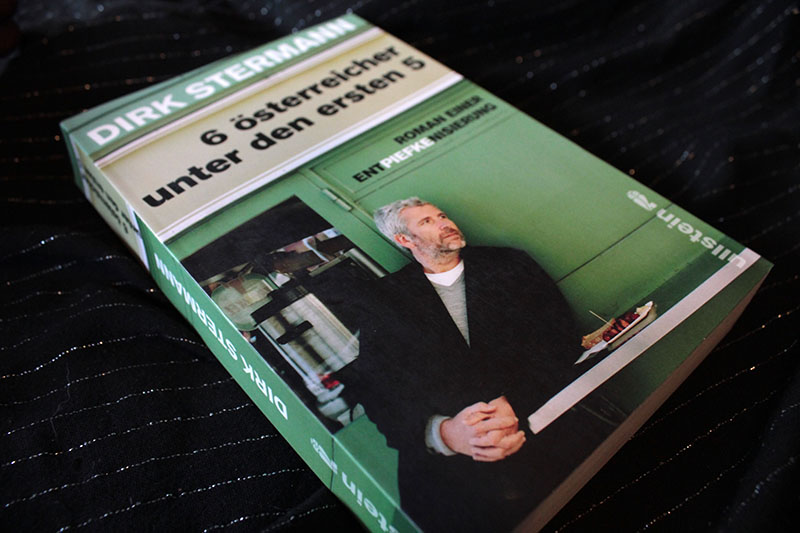 DIRK STERMANN
6 österreicher
unter den ersten 5
ROMAN EINER
ENTPIEFKENISIERUNG
ullstein
DIRK STERMANN
ullstein